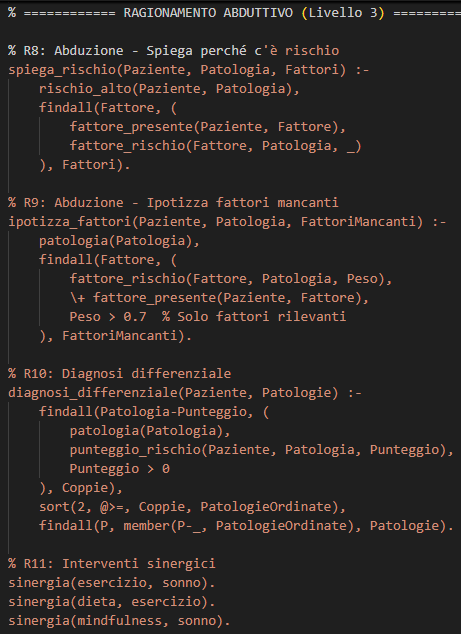 % ============ RAGIONAMENTO ABDUTTIVO (Livello 3) =========
% R8: Abduzione - Spiega perché c'è rischio
spiega_rischio(Paziente, Patologia, Fattori) :-
    rischio_alto(Paziente, Patologia),
    findall(Fattore, (
        fattore_presente(Paziente, Fattore),
        fattore_rischio(Fattore, Patologia, _)
    ), Fattori).
% R9: Abduzione - Ipotizza fattori mancanti
ipotizza_fattori(Paziente, Patologia, FattoriMancanti) :-
    patologia(Patologia),
    findall(Fattore, (
        fattore_rischio(Fattore, Patologia, Peso),
        \+ fattore_presente(Paziente, Fattore),
        Peso > 0.7  % Solo fattori rilevanti
    ), FattoriMancanti).
% R10: Diagnosi differenziale
diagnosi_differenziale(Paziente, Patologie) :-
    findall(Patologia-Punteggio, (
        patologia(Patologia),
        punteggio_rischio(Paziente, Patologia, Punteggio),
        Punteggio > 0
    ), Coppie),
    sort(2, @>=, Coppie, PatologieOrdinate),
    findall(P, member(P-_, PatologieOrdinate), Patologie).
% R11: Interventi sinergici
sinergia(esercizio, sonno).
sinergia(dieta, esercizio).
sinergia(mindfulness, sonno).